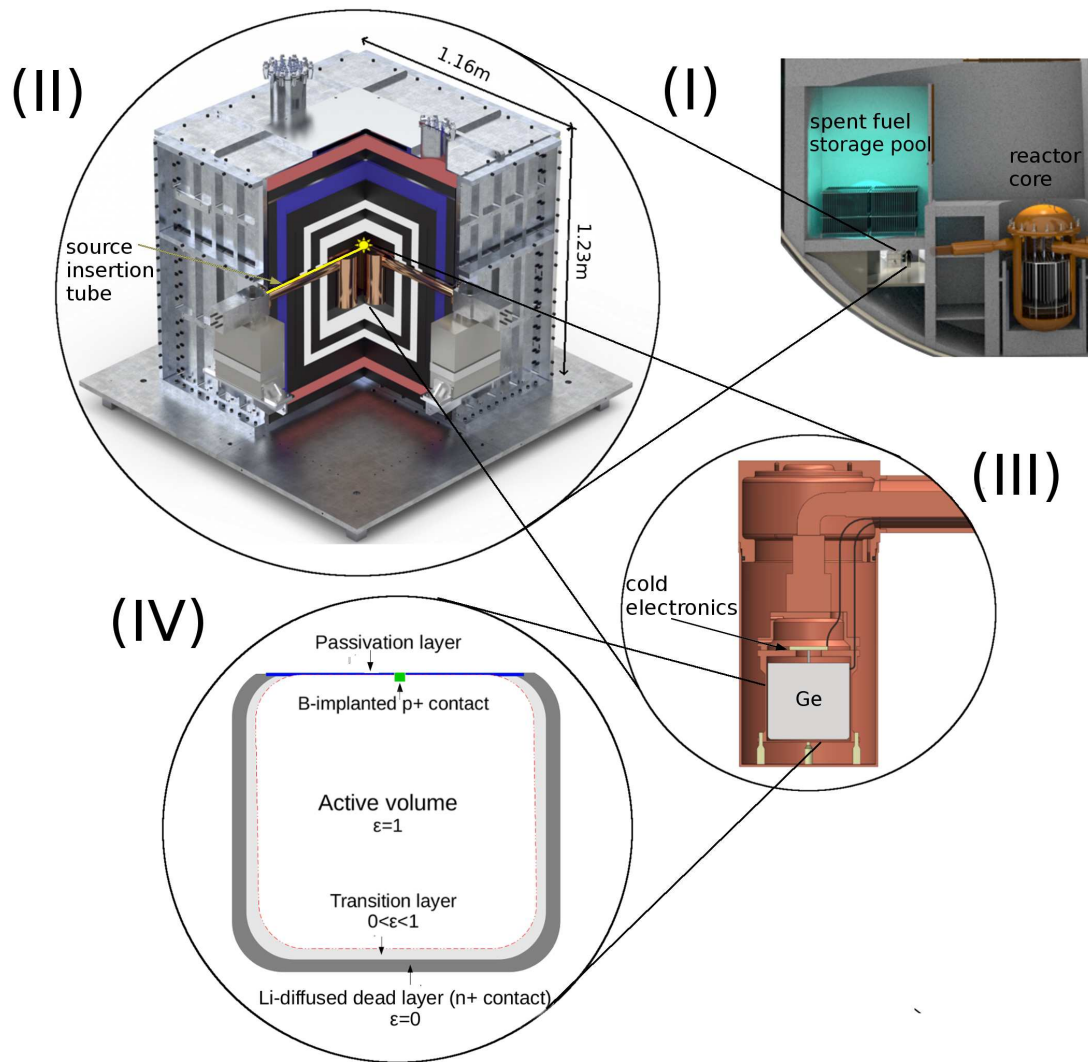 (II)
1.16m
1.23m
source
insertion
tube
(I)
spent fuel
storage pool
reactor
core
(III)
cold
electronics
Ge
(IV)
Passivation layer
B-implanted p+ contact
Active volume
ε=1
Transition layer
0<ε<1
Li-diffused dead layer (n+ contact)
ε=0